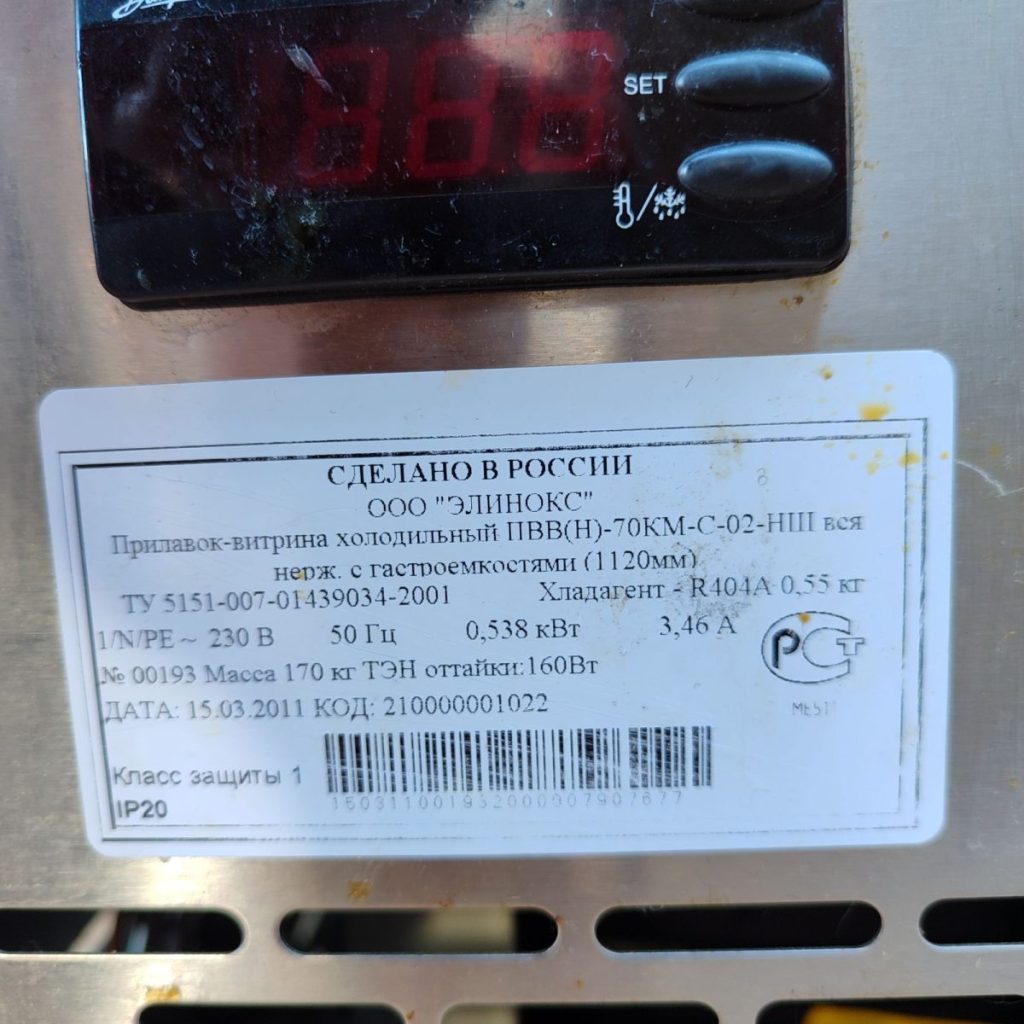 SET
СДЕЛАНО В РОССИИ
ООО "ЭЛИНОКС"
Прилавок-витрина холодильный ПВВ(Н)-70КМ-С-02-НШ вся
нерж. с гастроемкостями (1120мм)
ТУ 5151-007-01439034-2001 Хладагент - R404A 0,55 кг
1/N/PE ~ 230 В 50 Гц 0,538 кВт 3,46 А
№ 00193 Масса 170 кг ТЭН оттайки:160Вт
РСТ
ДАТА: 15.03.2011 КОД: 210000001022
Класс защиты 1
IP20